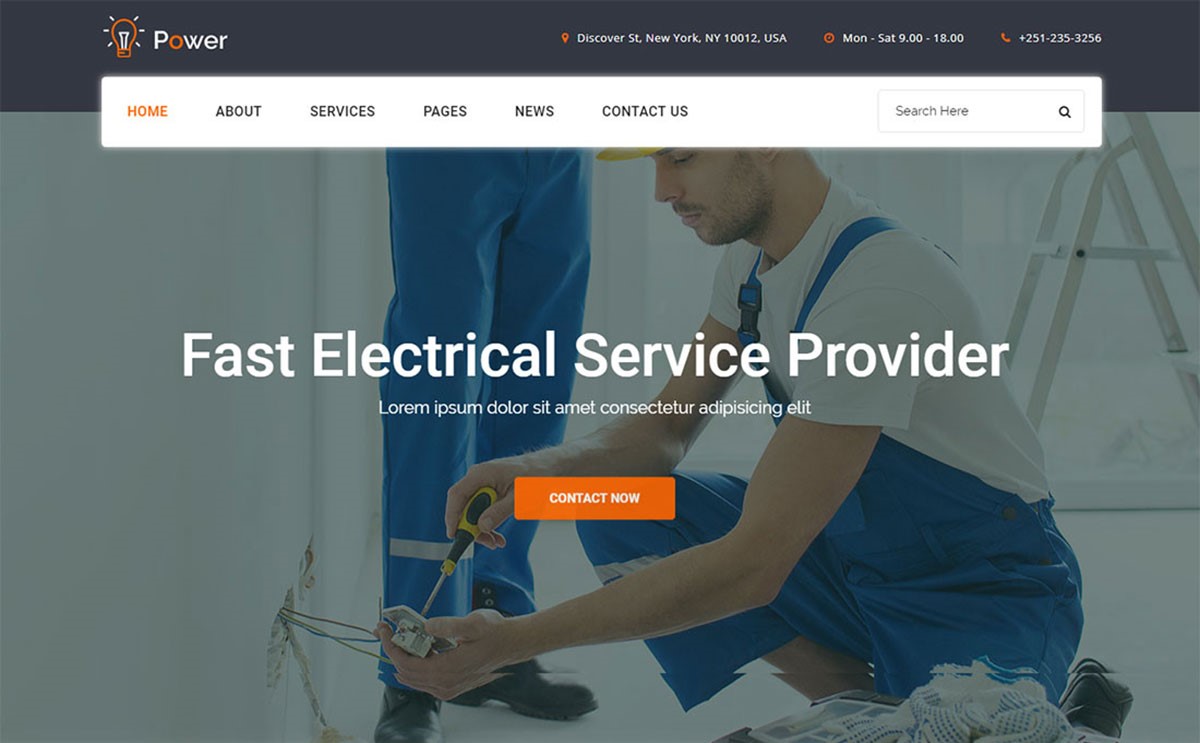 Power
Discover St, New York, NY 10012, USA
Mon - Sat 9.00 - 18.00
+251-235-3256
HOME
ABOUT
SERVICES
PAGES
NEWS
CONTACT US
Search Here
Fast Electrical Service Provider
Lorem ipsum dolor sit amet consectetur adipisicing elit
CONTACT NOW